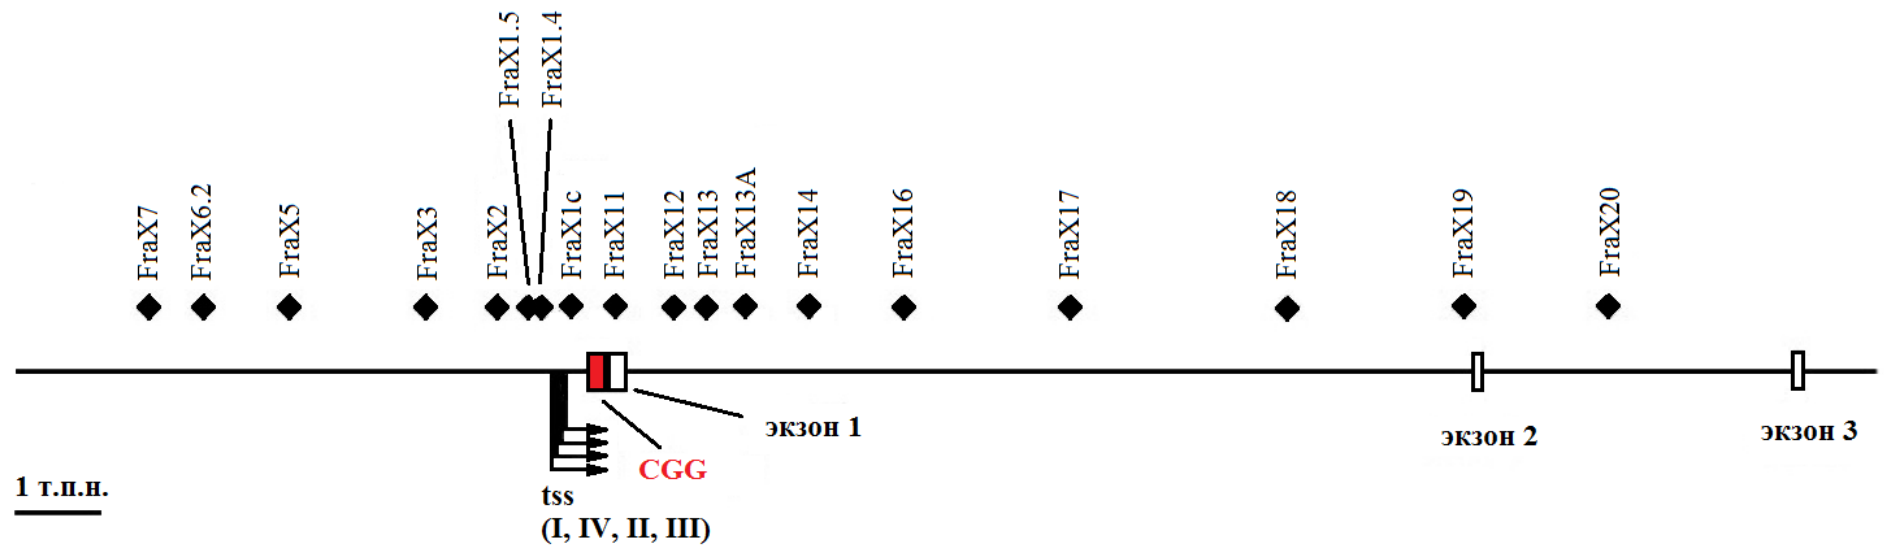 FraX1.5
FraX1.4
FraX7
FraX6.2
FraX5
FraX3
FraX2
FraX1c
FraX11
FraX12
FraX13
FraX13A
FraX14
FraX16
FraX17
FraX18
FraX19
FraX20
экзон 1
экзон 2
экзон 3
CGG
1 т.п.н.
tss
(I, IV, II, III)